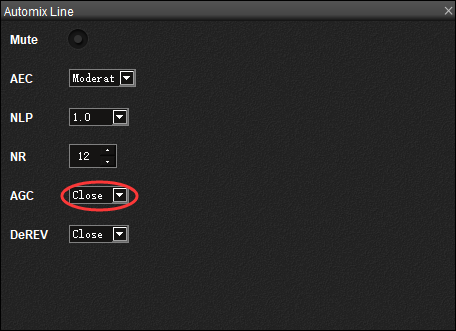 Automix Line
Mute
AEC Moderat
NLP 1.0
NR 12
AGC Close
DeREV Close